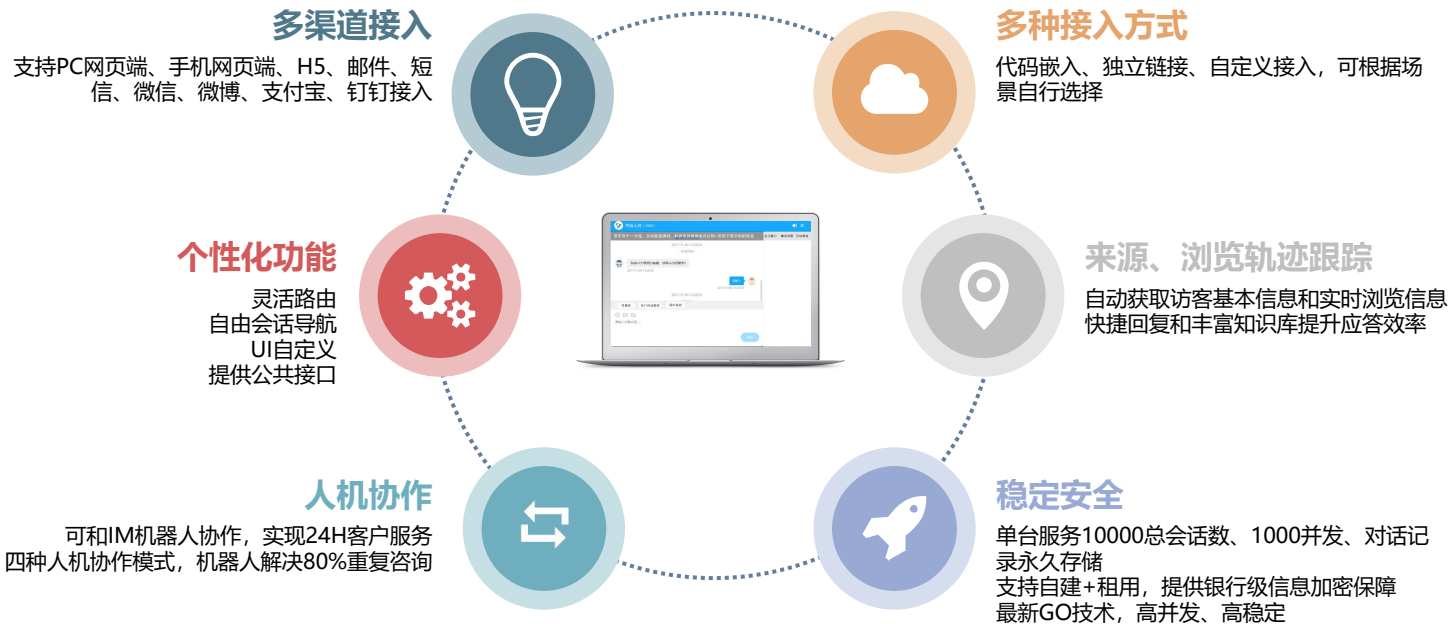 多渠道接入
支持PC网页端、手机网页端、H5、邮件、短
信、微信、微博、支付宝、钉钉接入
多种接入方式
代码嵌入、独立链接、自定义接入，可根据场
景自行选择
个性化功能
灵活路由
自由会话导航
UI自定义
提供公共接口
来源、浏览轨迹跟踪
自动获取访客基本信息和实时浏览信息
快捷回复和丰富知识库提升应答效率
人机协作
可和IM机器人协作，实现24H客户服务
四种人机协作模式，机器人解决80%重复咨询
稳定安全
单台服务10000总会话数、1000并发、对话记
录永久存储
支持自建+租用，提供银行级信息加密保障
最新GO技术，高并发、高稳定